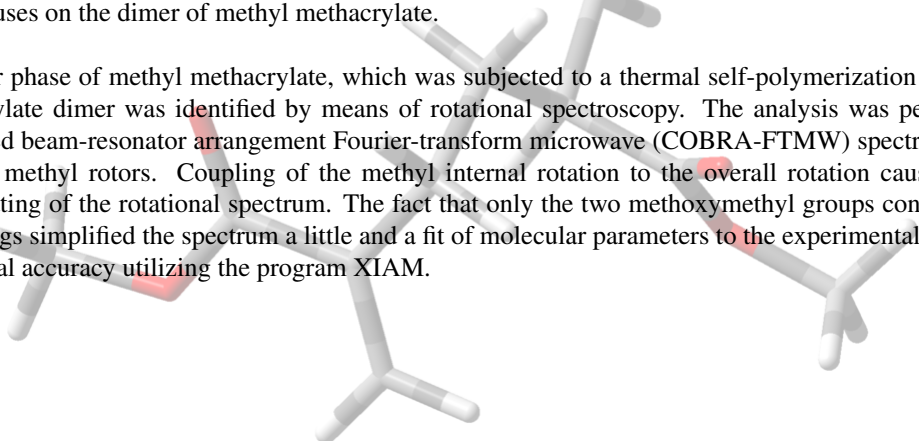 uses on the dimer of methyl methacrylate.
r phase of methyl methacrylate, which was subjected to a thermal self-polymerization
ylate dimer was identified by means of rotational spectroscopy. The analysis was pe
d beam-resonator arrangement Fourier-transform microwave (COBRA-FTMW) spectr
methyl rotors. Coupling of the methyl internal rotation to the overall rotation cau
ting of the rotational spectrum. The fact that only the two methoxymethyl groups con
gs simplified the spectrum a little and a fit of molecular parameters to the experimental
al accuracy utilizing the program XIAM.